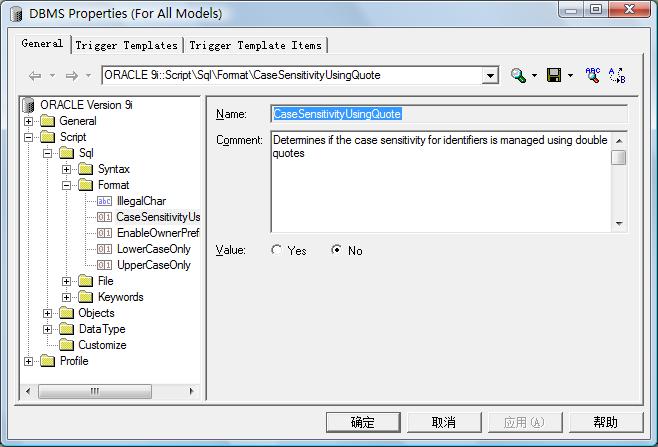 DBMS Properties (For All Models)
General
Trigger Templates
Trigger Template Items
ORACLE 9i::Script\Sql\Format\CaseSensitivityUsingQuote
ORACLE Version 9i
General
Script
Sql
Syntax
Format
abc IllegalChar
0|1 CaseSensitivityUs
0|1 EnableOwnerPref
0|1 LowerCaseOnly
0|1 UpperCaseOnly
File
Keywords
Objects
DataType
Customize
Profile
Name: CaseSensitivityUsingQuote
Comment: Determines if the case sensitivity for identifiers is managed using double
quotes
Value: Yes No
确定 取消 应用(A) 帮助